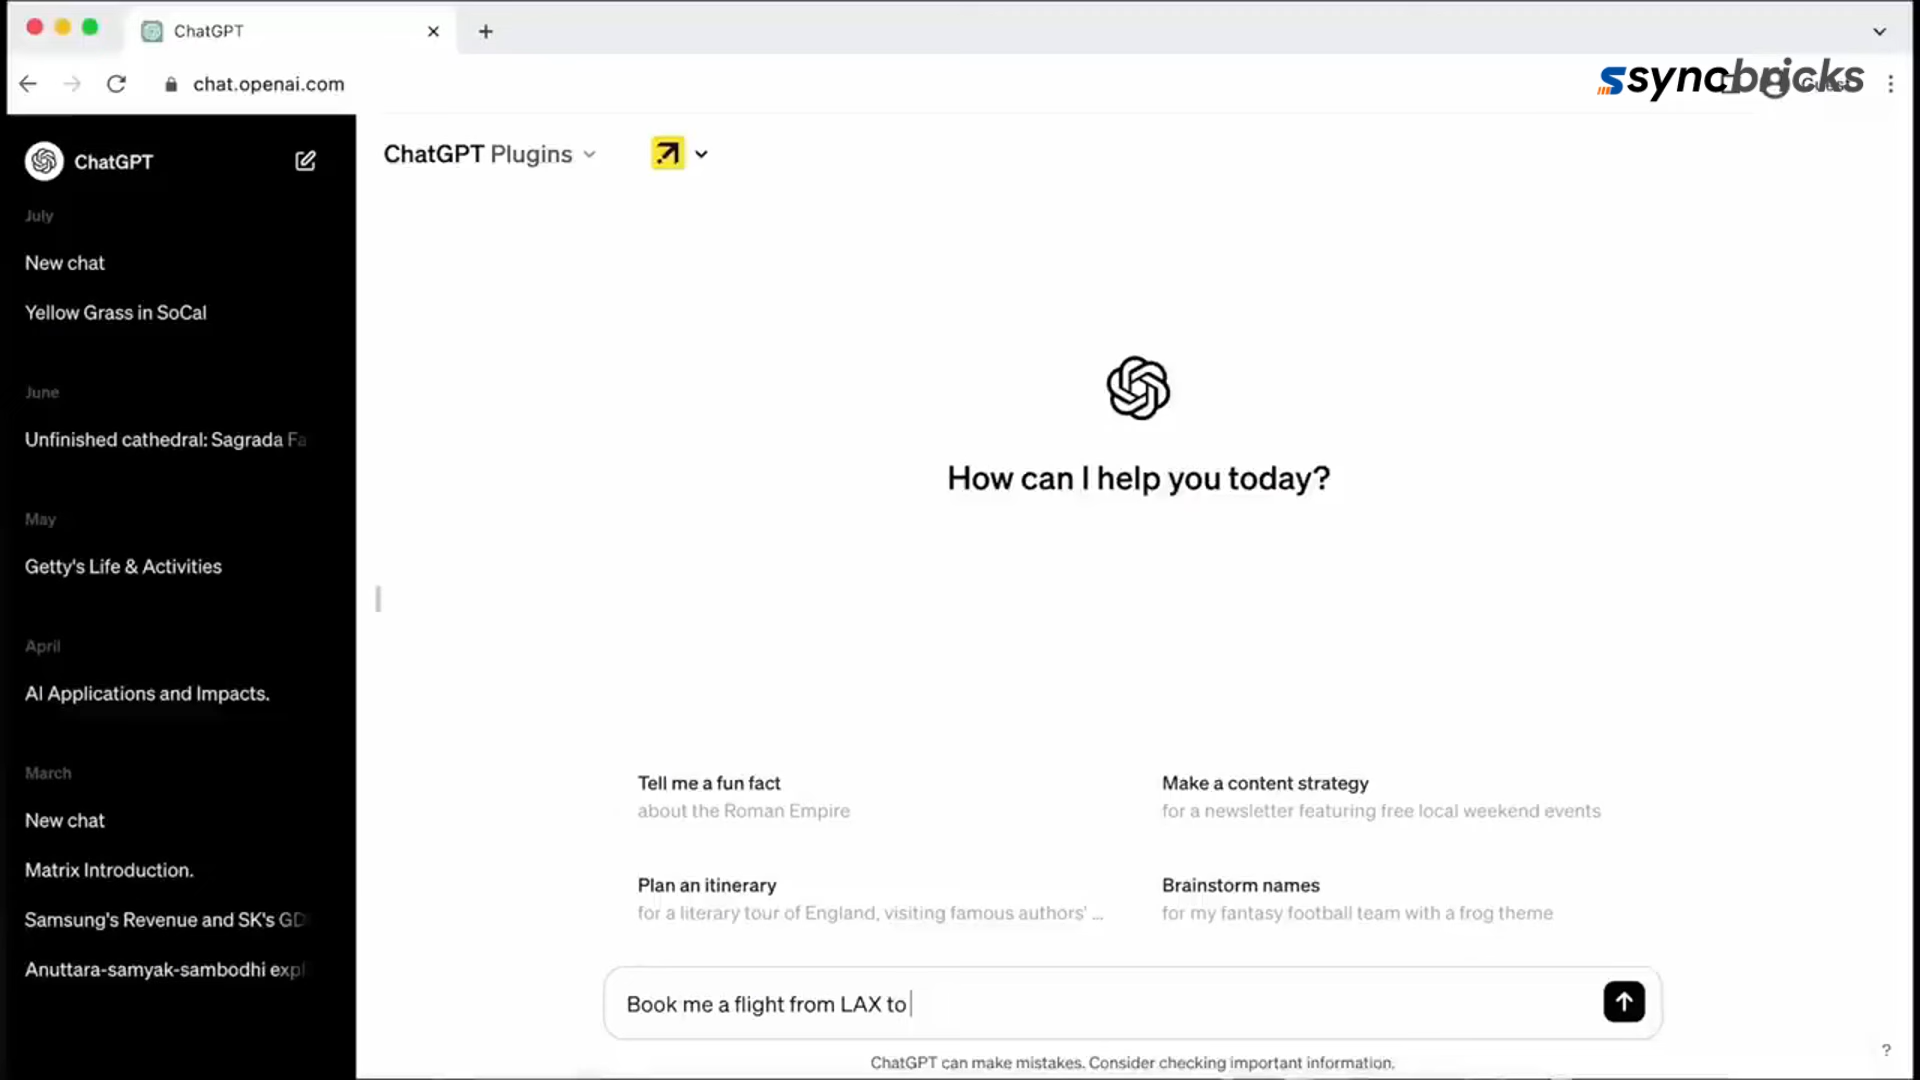 ChatGPT
chat.openai.com
ssyncbricks
ChatGPT
July
New chat
Yellow Grass in SoCal
June
Unfinished cathedral: Sagrada Fa
May
Getty's Life & Activities
April
AI Applications and Impacts.
March
New chat
Matrix Introduction.
Samsung's Revenue and SK's GD
Anuttara-samyak-sambodhi expl
ChatGPT Plugins
How can I help you today?
Tell me a fun fact
about the Roman Empire
Make a content strategy
for a newsletter featuring free local weekend events
Plan an itinerary
for a literary tour of England, visiting famous authors' ...
Brainstorm names
for my fantasy football team with a frog theme
Book me a flight from LAX to
ChatGPT can make mistakes. Consider checking important information.
?